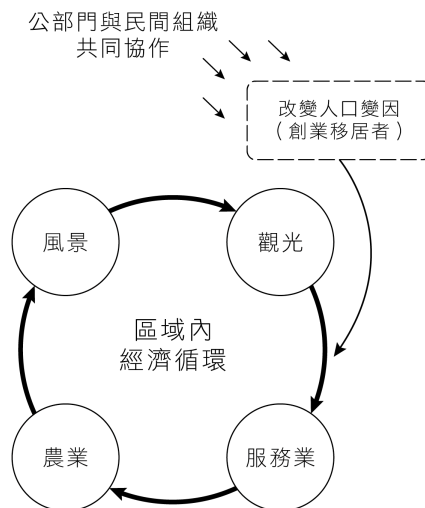 公部門與民間組織
共同協作
改變人口變因
（創業移居者）
風景
觀光
區域內
經濟循環
農業
服務業